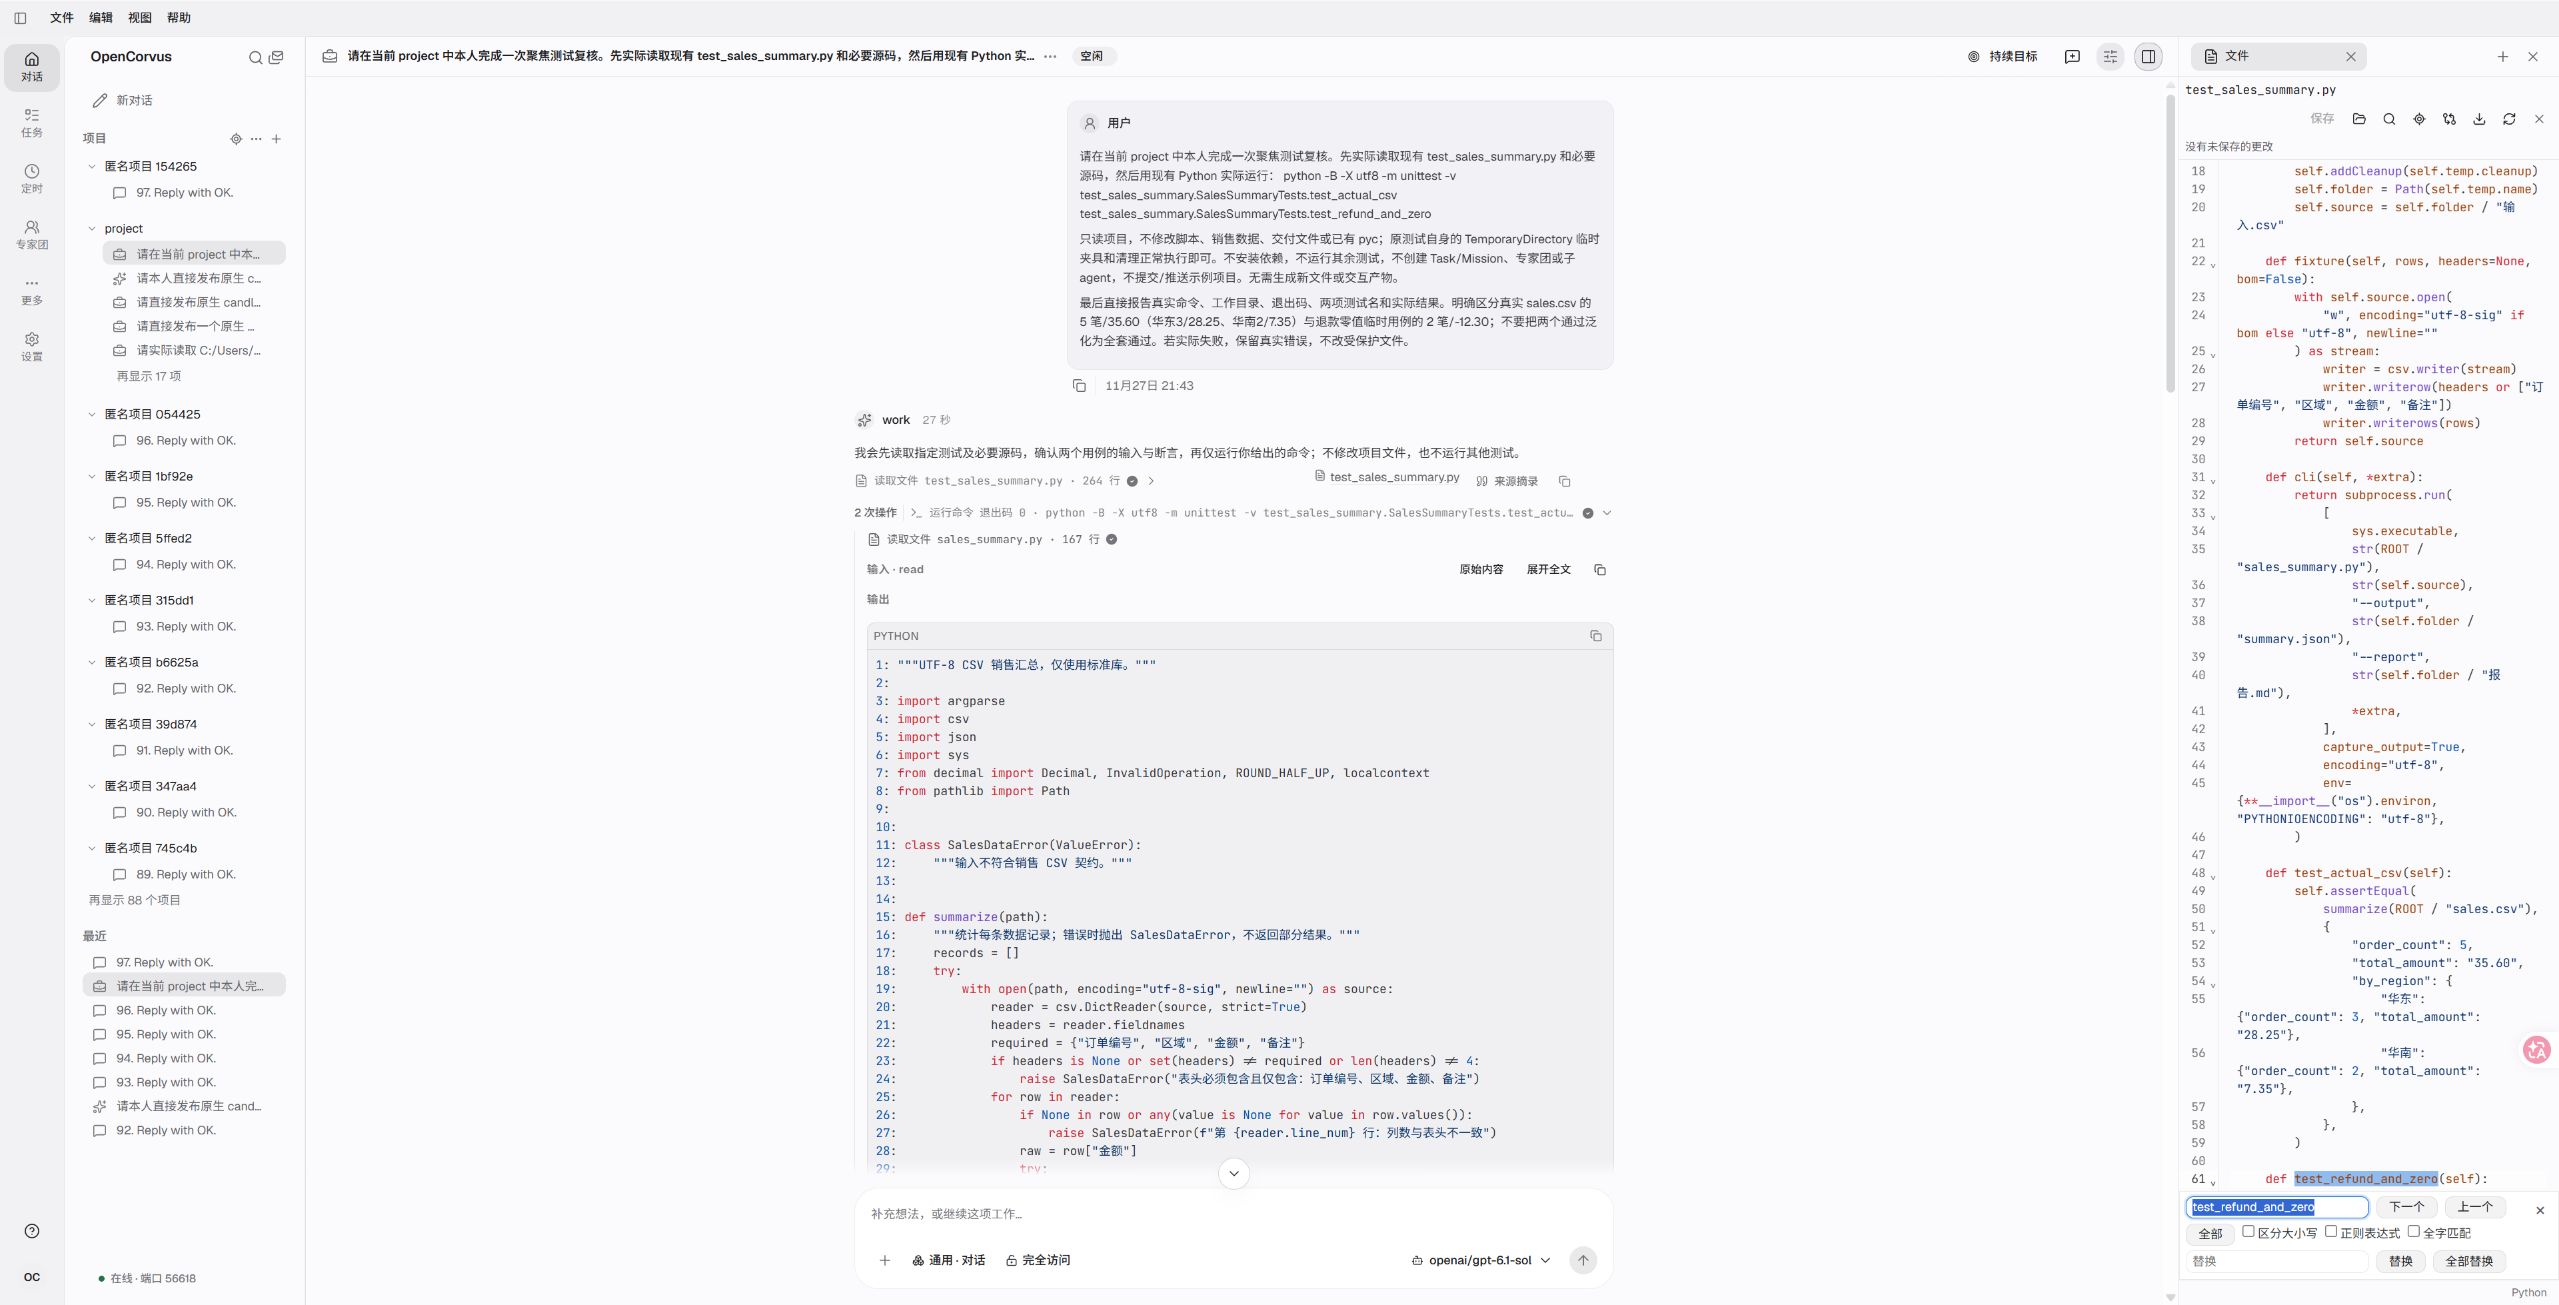 文件 编辑 视图 帮助
对话
任务
定时
专家团
更多
设置
OC
OpenCorvus
新对话
项目
匿名项目 154265
97. Reply with OK.
project
请在当前 project 中本...
请本人直接发布原生 c...
请直接发布原生 candl...
请直接发布一个原生 ...
请实际读取 C:/Users/...
再显示 17 项
匿名项目 054425
96. Reply with OK.
匿名项目 1bf92e
95. Reply with OK.
匿名项目 5ffed2
94. Reply with OK.
匿名项目 315dd1
93. Reply with OK.
匿名项目 b6625a
92. Reply with OK.
匿名项目 39d874
91. Reply with OK.
匿名项目 347aa4
90. Reply with OK.
匿名项目 745c4b
89. Reply with OK.
再显示 88 个项目
最近
97. Reply with OK.
请在当前 project 中本人完...
96. Reply with OK.
95. Reply with OK.
94. Reply with OK.
93. Reply with OK.
请本人直接发布原生 cand...
92. Reply with OK.
在线 · 端口 56618
请在当前 project 中本人完成一次聚焦测试复核。先实际读取现有 test_sales_summary.py 和必要源码，然后用现有 Python 实... ··· 空闲
持续目标
用户
请在当前 project 中本人完成一次聚焦测试复核。先实际读取现有 test_sales_summary.py 和必要
源码，然后用现有 Python 实际运行： python -B -X utf8 -m unittest -v
test_sales_summary.SalesSummaryTests.test_actual_csv
test_sales_summary.SalesSummaryTests.test_refund_and_zero
只读项目，不修改脚本、销售数据、交付文件或已有 pyc；原测试自身的 TemporaryDirectory 临时
夹具和清理正常执行即可。不安装依赖，不运行其余测试，不创建 Task/Mission、专家团或子
agent，不提交/推送示例项目。无需生成新文件或交互产物。
最后直接报告真实命令、工作目录、退出码、两项测试名和实际结果。明确区分真实 sales.csv 的
5 笔/35.60（华东3/28.25、华南2/7.35）与退款零值临时用例的 2 笔/-12.30；不要把两个通过泛
化为全套通过。若实际失败，保留真实错误，不改受保护文件。
11月27日 21:43
work 27 秒
我会先读取指定测试及必要源码，确认两个用例的输入与断言，再仅运行你给出的命令；不修改项目文件，也不运行其他测试。
读取文件 test_sales_summary.py · 264 行
test_sales_summary.py 来源摘录
2 次操作 >_ 运行命令 退出码 0 · python -B -X utf8 -m unittest -v test_sales_summary.SalesSummaryTests.test_actu...
读取文件 sales_summary.py · 167 行
输入 · read 原始内容 展开全文
输出
PYTHON
1: """UTF-8 CSV 销售汇总，仅使用标准库。"""
2:
3: import argparse
4: import csv
5: import json
6: import sys
7: from decimal import Decimal, InvalidOperation, ROUND_HALF_UP, localcontext
8: from pathlib import Path
9:
10:
11: class SalesDataError(ValueError):
12:     """输入不符合销售 CSV 契约。"""
13:
14:
15: def summarize(path):
16:     """统计每条数据记录；错误时抛出 SalesDataError，不返回部分结果。"""
17:     records = []
18:     try:
19:         with open(path, encoding="utf-8-sig", newline="") as source:
20:             reader = csv.DictReader(source, strict=True)
21:             headers = reader.fieldnames
22:             required = {"订单编号", "区域", "金额", "备注"}
23:             if headers is None or set(headers) != required or len(headers) != 4:
24:                 raise SalesDataError("表头必须包含且仅包含：订单编号、区域、金额、备注")
25:             for row in reader:
26:                 if None in row or any(value is None for value in row.values()):
27:                     raise SalesDataError(f"第 {reader.line_num} 行：列数与表头不一致")
28:                 raw = row["金额"]
29:                 try:
补充想法，或继续这项工作...
通用 · 对话 完全访问
openai/gpt-6.1-sol
文件
test_sales_summary.py
保存
没有未保存的更改
18         self.addCleanup(self.temp.cleanup)
19         self.folder = Path(self.temp.name)
20         self.source = self.folder / "输
入.csv"
21
22     def fixture(self, rows, headers=None,
bom=False):
23         with self.source.open(
24             "w", encoding="utf-8-sig" if
bom else "utf-8", newline=""
25         ) as stream:
26             writer = csv.writer(stream)
27             writer.writerow(headers or ["订
单编号", "区域", "金额", "备注"])
28             writer.writerows(rows)
29         return self.source
30
31     def cli(self, *extra):
32         return subprocess.run(
33             [
34                 sys.executable,
35                 str(ROOT /
"sales_summary.py"),
36                 str(self.source),
37                 "--output",
38                 str(self.folder /
"summary.json"),
39                 "--report",
40                 str(self.folder / "报
告.md"),
41                 *extra,
42             ],
43             capture_output=True,
44             encoding="utf-8",
45             env=
{**__import__("os").environ,
"PYTHONIOENCODING": "utf-8"},
46         )
47
48     def test_actual_csv(self):
49         self.assertEqual(
50             summarize(ROOT / "sales.csv"),
51             {
52                 "order_count": 5,
53                 "total_amount": "35.60",
54                 "by_region": {
55                     "华东":
{"order_count": 3, "total_amount":
"28.25"},
56                     "华南":
{"order_count": 2, "total_amount":
"7.35"},
57                 },
58             },
59         )
60
61     def test_refund_and_zero(self):
test_refund_and_zero 下一个 上一个
全部 区分大小写 正则表达式 全字匹配
替换 替换 全部替换
Python